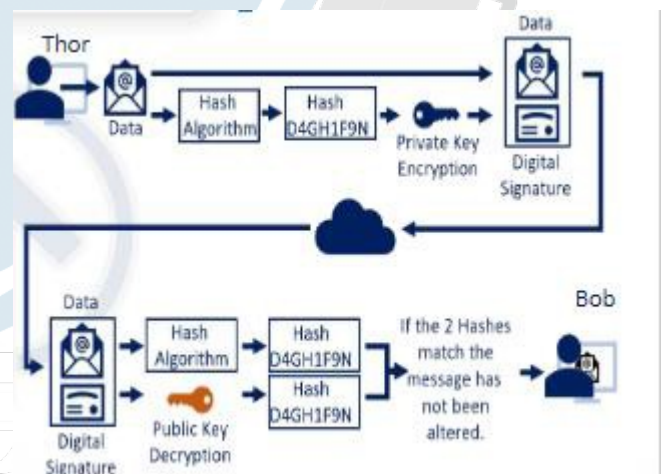 Thor
Data
Data
Hash
Algorithm
Hash
D4GH1F9N
Private Key
Encryption
Digital
Signature
Data
Digital
Signature
Hash
Algorithm
Public Key
Decryption
Hash
D4GH1F9N
Hash
D4GH1F9N
If the 2 Hashes
match the
message has
not been
altered.
Bob